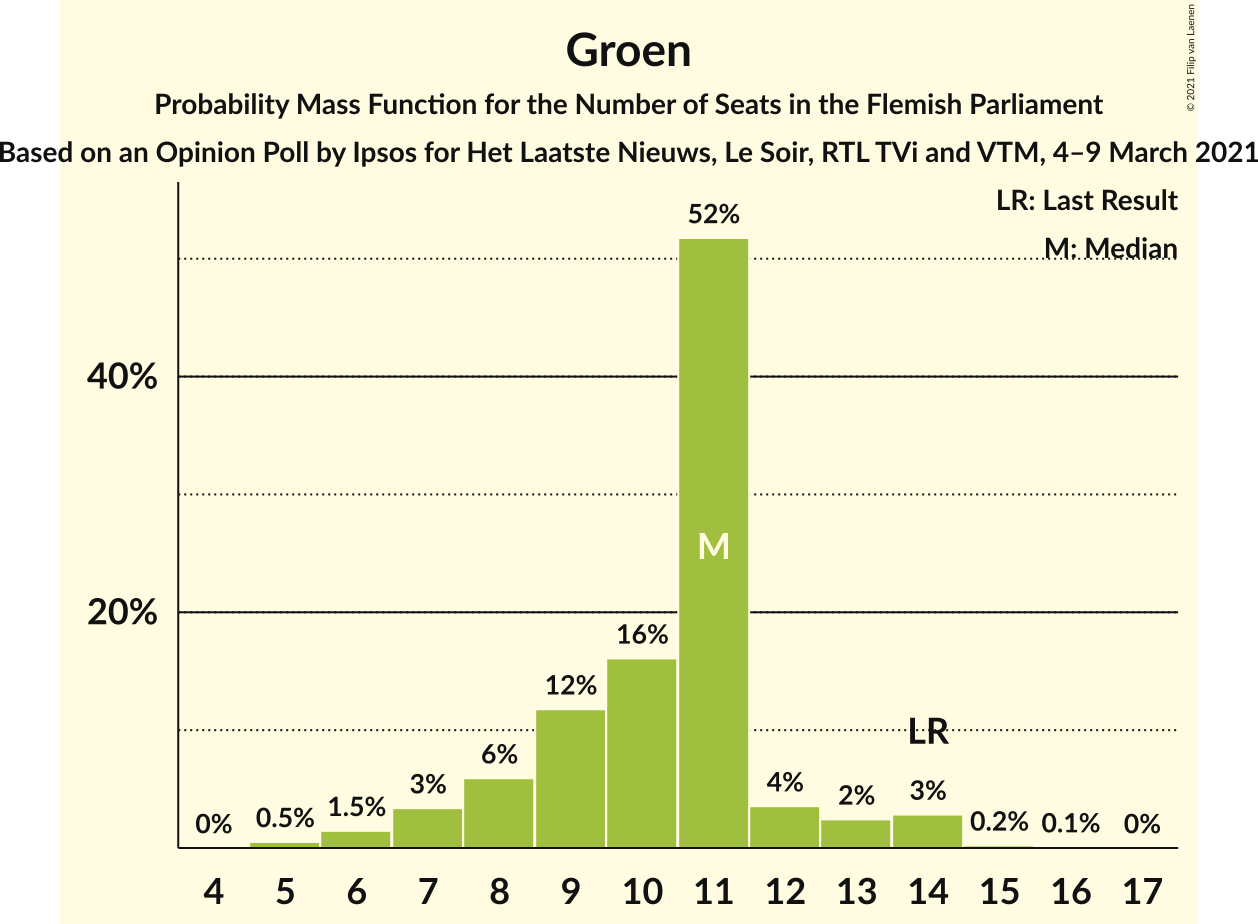 Groen
Probability Mass Function for the Number of Seats in the Flemish Parliament
Based on an Opinion Poll by Ipsos for Het Laatste Nieuws, Le Soir, RTL TVi and VTM, 4–9 March 2021
© 2021 Filip van Laenen
LR: Last Result
M: Median
40%
20%
0%
0.5%
1.5%
3%
6%
12%
16%
52%
M
4%
2%
LR
3%
0.2%
0.1%
0%
4 5 6 7 8 9 10 11 12 13 14 15 16 17